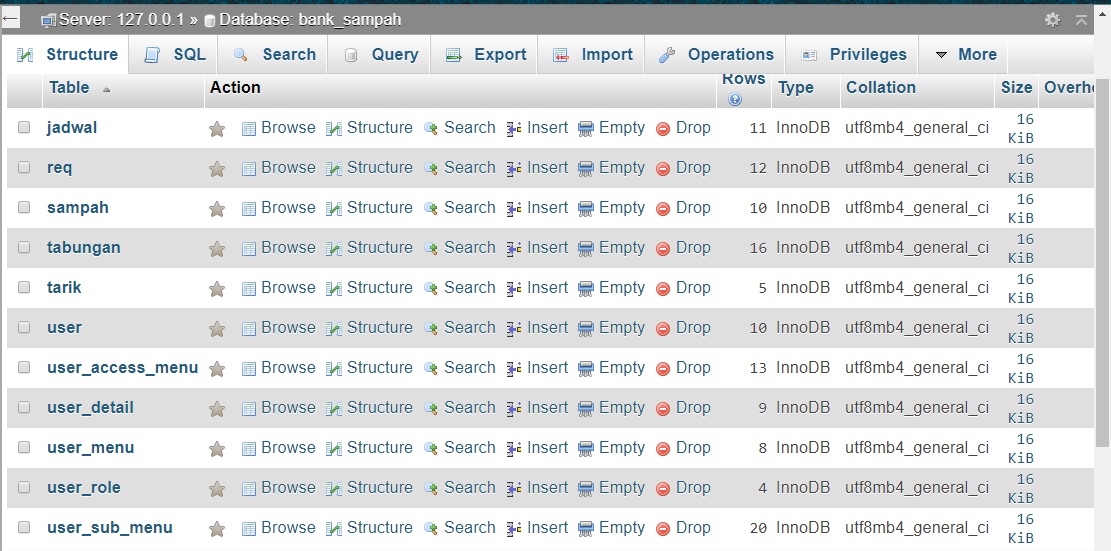 Server: 127.0.0.1 » Database: bank_sampah
Structure SQL Search Query Export Import Operations Privileges More
Table Action Rows Type Collation Size Overhe
jadwal Browse Structure Search Insert Empty Drop 11 InnoDB utf8mb4_general_ci 16 KiB
req Browse Structure Search Insert Empty Drop 12 InnoDB utf8mb4_general_ci 16 KiB
sampah Browse Structure Search Insert Empty Drop 10 InnoDB utf8mb4_general_ci 16 KiB
tabungan Browse Structure Search Insert Empty Drop 16 InnoDB utf8mb4_general_ci 16 KiB
tarik Browse Structure Search Insert Empty Drop 5 InnoDB utf8mb4_general_ci 16 KiB
user Browse Structure Search Insert Empty Drop 10 InnoDB utf8mb4_general_ci 16 KiB
user_access_menu Browse Structure Search Insert Empty Drop 13 InnoDB utf8mb4_general_ci 16 KiB
user_detail Browse Structure Search Insert Empty Drop 9 InnoDB utf8mb4_general_ci 16 KiB
user_menu Browse Structure Search Insert Empty Drop 8 InnoDB utf8mb4_general_ci 16 KiB
user_role Browse Structure Search Insert Empty Drop 4 InnoDB utf8mb4_general_ci 16 KiB
user_sub_menu Browse Structure Search Insert Empty Drop 20 InnoDB utf8mb4_general_ci 16 KiB